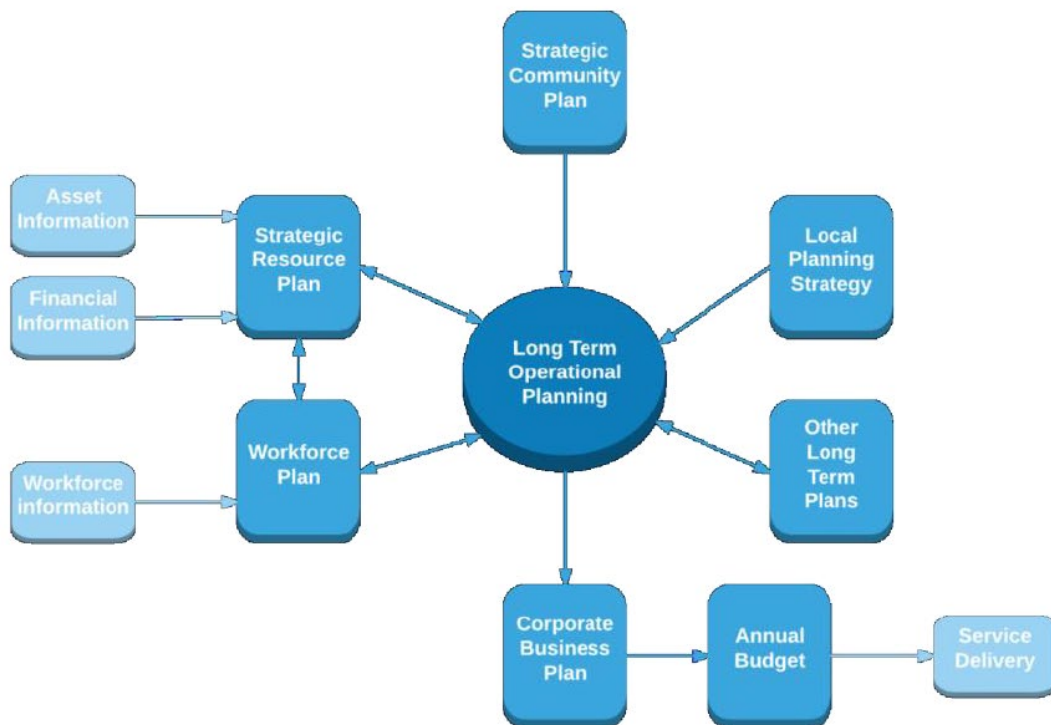 Strategic
Community
Plan
Asset
Information
Strategic
Resource
Plan
Local
Planning
Strategy
Financial
Information
Long Term
Operational
Planning
Workforce
Plan
Other
Long
Term
Plans
Workforce
information
Corporate
Business
Plan
Annual
Budget
Service
Delivery